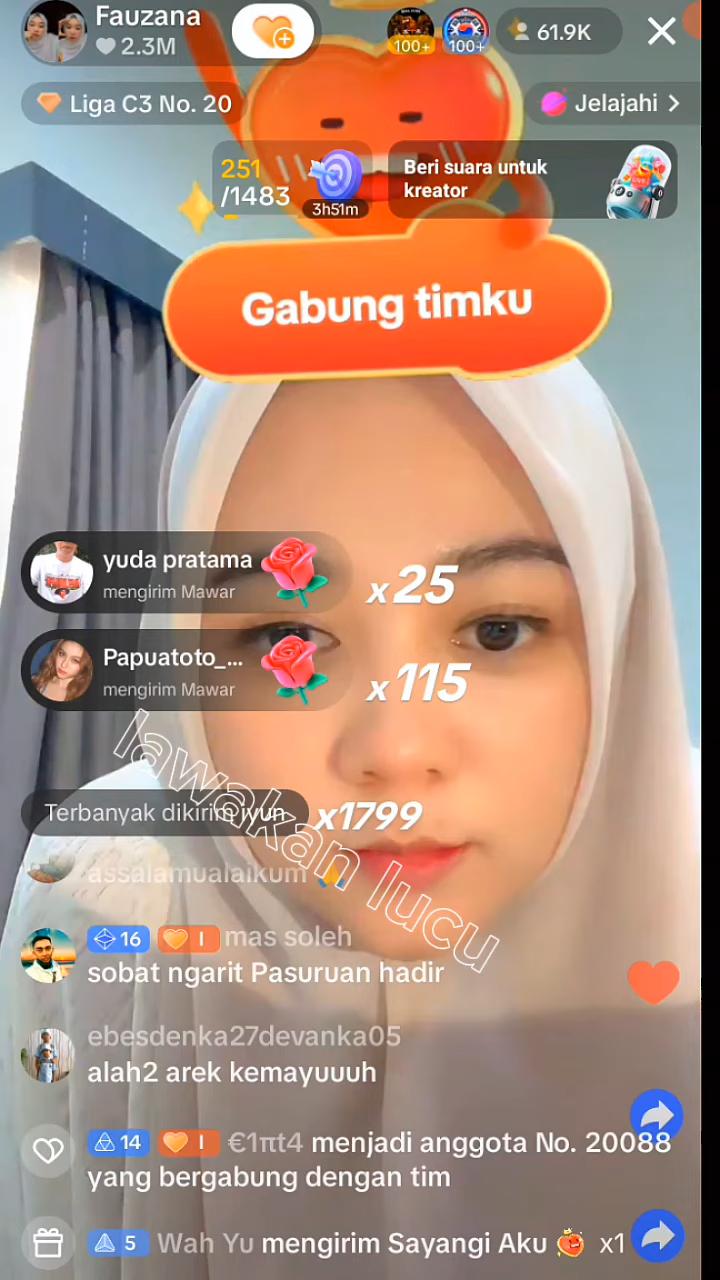 Fauzana
2.3M
100+
100+
61.9K
Liga C3 No. 20
Jelajahi
251
/1483
3h51m
Beri suara untuk
kreator
Gabung timku
yuda pratama
mengirim Mawar
x25
Papuatoto_...
mengirim Mawar
x115
lawakan lucu
Terbanyak dikirim iyun
x1799
assalamualaikum 🙏
16 I mas soleh
sobat ngarit Pasuruan hadir
ebesdenka27devanka05
alah2 arek kemayuuuh
14 I €1πt4 menjadi anggota No. 20088
yang bergabung dengan tim
5 Wah Yu mengirim Sayangi Aku x1